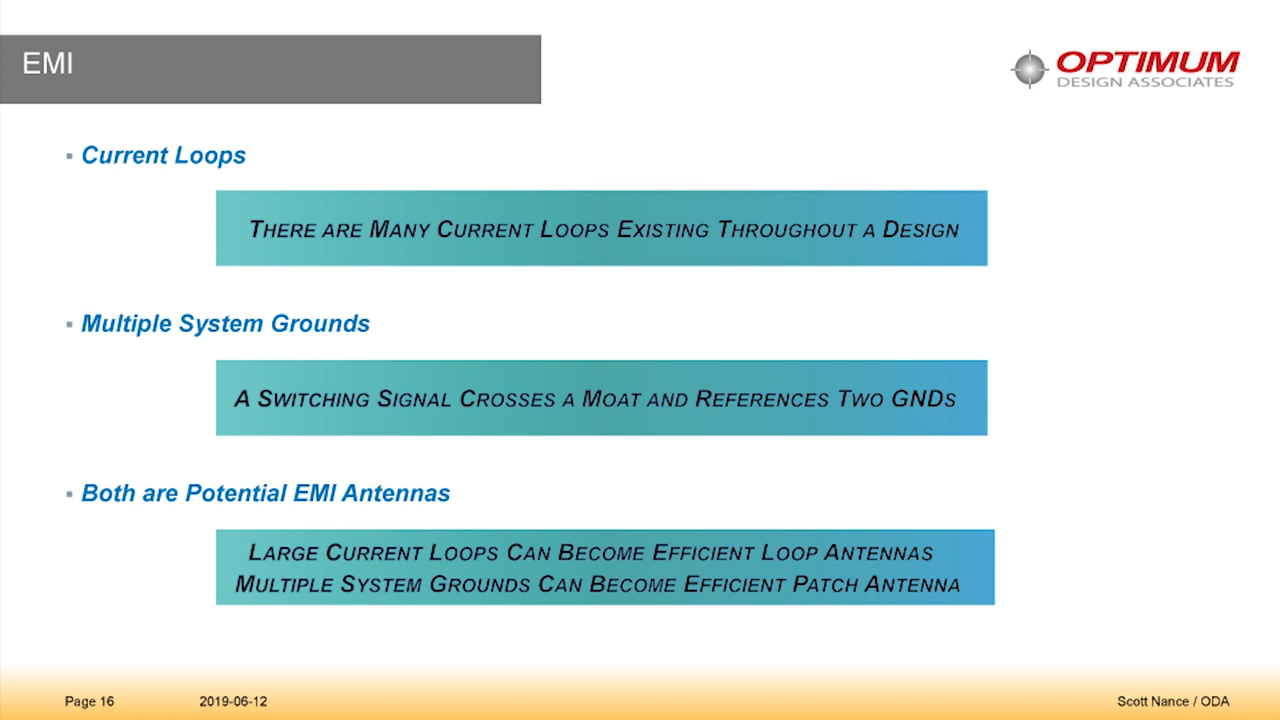 EMI
OPTIMUM
DESIGN ASSOCIATES
▪ Current Loops
THERE ARE MANY CURRENT LOOPS EXISTING THROUGHOUT A DESIGN
▪ Multiple System Grounds
A SWITCHING SIGNAL CROSSES A MOAT AND REFERENCES TWO GNDS
▪ Both are Potential EMI Antennas
LARGE CURRENT LOOPS CAN BECOME EFFICIENT LOOP ANTENNAS
MULTIPLE SYSTEM GROUNDS CAN BECOME EFFICIENT PATCH ANTENNA
Page 16 2019-06-12 Scott Nance / ODA